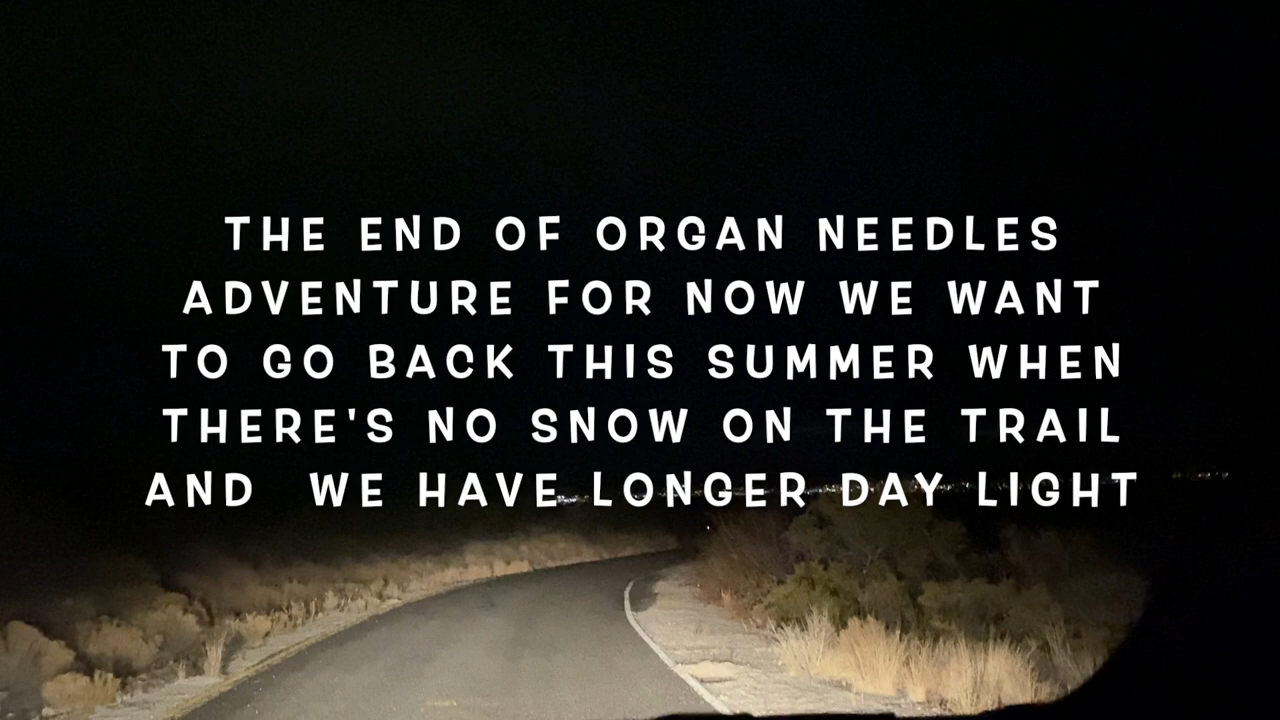 THE END OF ORGAN NEEDLES
ADVENTURE FOR NOW WE WANT
TO GO BACK THIS SUMMER WHEN
THERE'S NO SNOW ON THE TRAIL
AND  WE HAVE LONGER DAY LIGHT